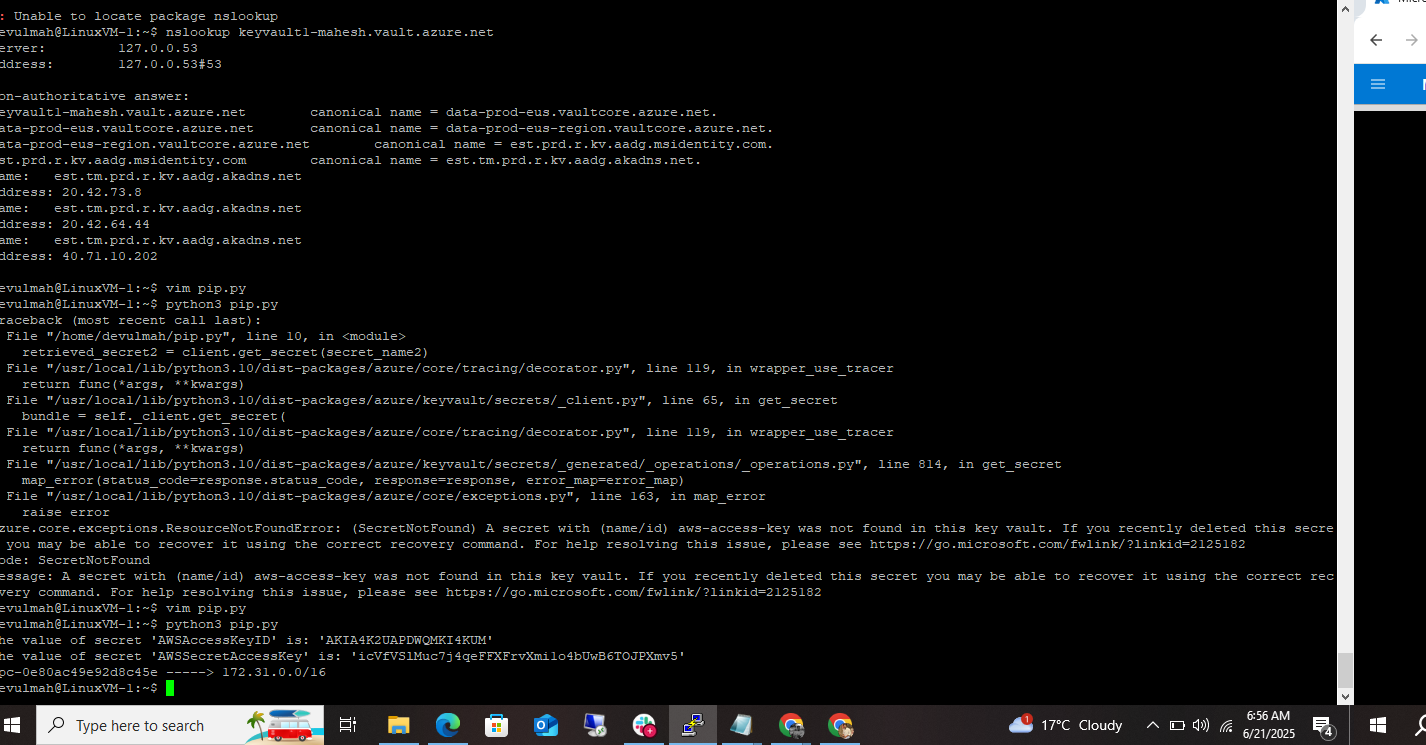 : Unable to locate package nslookup
evulmah@LinuxVM-1:~$ nslookup keyvault1-mahesh.vault.azure.net
erver: 127.0.0.53
ddress: 127.0.0.53#53
on-authoritative answer:
eyvault1-mahesh.vault.azure.net canonical name = data-prod-eus.vaultcore.azure.net.
ata-prod-eus.vaultcore.azure.net canonical name = data-prod-eus-region.vaultcore.azure.net.
ata-prod-eus-region.vaultcore.azure.net canonical name = est.prd.r.kv.aadg.msidentity.com.
st.prd.r.kv.aadg.msidentity.com canonical name = est.tm.prd.r.kv.aadg.akadns.net.
ame: est.tm.prd.r.kv.aadg.akadns.net
ddress: 20.42.73.8
ame: est.tm.prd.r.kv.aadg.akadns.net
ddress: 20.42.64.44
ame: est.tm.prd.r.kv.aadg.akadns.net
ddress: 40.71.10.202
evulmah@LinuxVM-1:~$ vim pip.py
evulmah@LinuxVM-1:~$ python3 pip.py
raceback (most recent call last):
File "/home/devulmah/pip.py", line 10, in <module>
retrieved_secret2 = client.get_secret(secret_name2)
File "/usr/local/lib/python3.10/dist-packages/azure/core/tracing/decorator.py", line 119, in wrapper_use_tracer
return func(*args, **kwargs)
File "/usr/local/lib/python3.10/dist-packages/azure/keyvault/secrets/_client.py", line 65, in get_secret
bundle = self._client.get_secret(
File "/usr/local/lib/python3.10/dist-packages/azure/core/tracing/decorator.py", line 119, in wrapper_use_tracer
return func(*args, **kwargs)
File "/usr/local/lib/python3.10/dist-packages/azure/keyvault/secrets/_generated/_operations/_operations.py", line 814, in get_secret
map_error(status_code=response.status_code, response=response, error_map=error_map)
File "/usr/local/lib/python3.10/dist-packages/azure/core/exceptions.py", line 163, in map_error
raise error
zure.core.exceptions.ResourceNotFoundError: (SecretNotFound) A secret with (name/id) aws-access-key was not found in this key vault. If you recently deleted this secre
you may be able to recover it using the correct recovery command. For help resolving this issue, please see https://go.microsoft.com/fwlink/?linkid=2125182
ode: SecretNotFound
essage: A secret with (name/id) aws-access-key was not found in this key vault. If you recently deleted this secret you may be able to recover it using the correct rec
very command. For help resolving this issue, please see https://go.microsoft.com/fwlink/?linkid=2125182
evulmah@LinuxVM-1:~$ vim pip.py
evulmah@LinuxVM-1:~$ python3 pip.py
he value of secret 'AWSAccessKeyID' is: 'AKIA4K2UAPDWQMKI4KUM'
he value of secret 'AWSSecretAccessKey' is: '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'
pc-0e80ac49e92d8c45e -----> 172.31.0.0/16
evulmah@LinuxVM-1:~$
Type here to search
1
17°C Cloudy
6:56 AM
6/21/2025
4